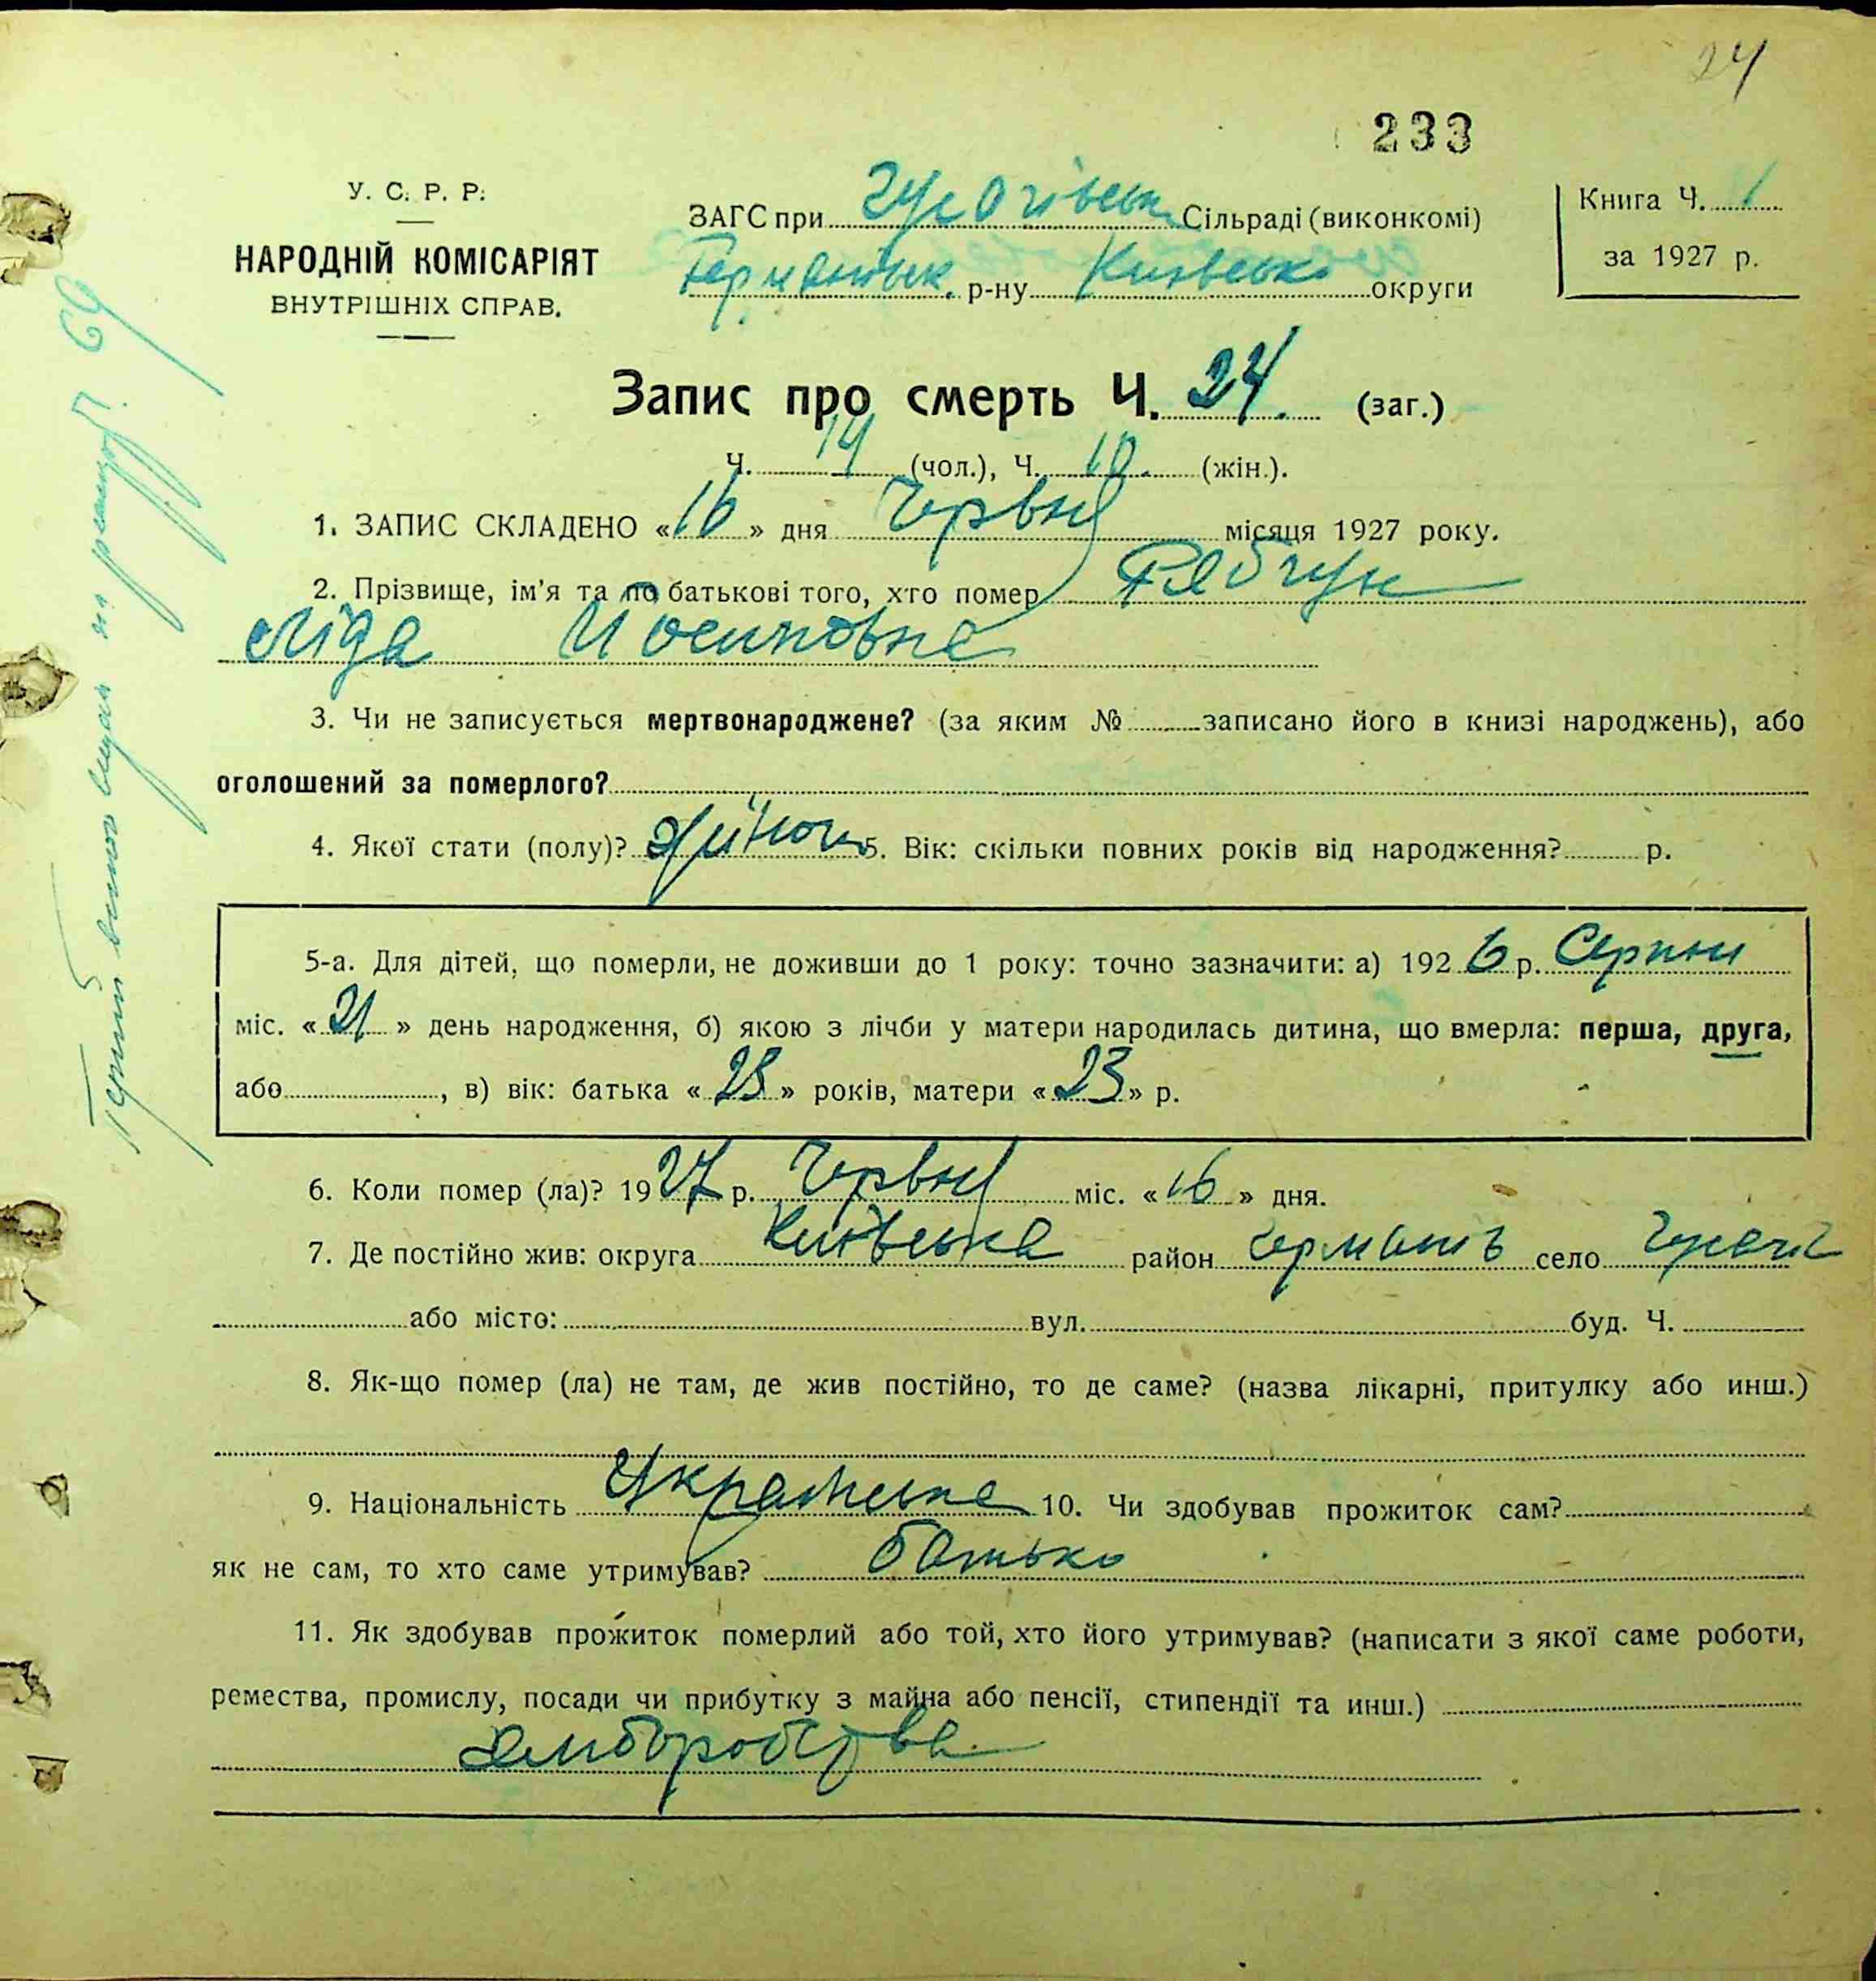 24
233
У. С. Р. Р.
НАРОДНІЙ КОМІСАРІЯТ
ВНУТРІШНІХ СПРАВ.
ЗАГС при Гусачівськ Сільраді (виконкомі)
Германівськ. р-ну Київсько округи
Книга Ч. 1
за 1927 р.
Запис про смерть Ч. 24. (заг.)
Ч. 14 (чол.), Ч. 10. (жін.).
1. ЗАПИС СКЛАДЕНО «16» дня Червня місяця 1927 року.
2. Прізвище, ім'я та по батькові того, хто помер Рябчун
Ліда Иосиповна
3. Чи не записується мертвонароджене? (за яким № записано його в книзі народжень), або
оголошений за померлого?
4. Якої стати (полу)? жіночи 5. Вік: скільки повних років від народження? р.
5-а. Для дітей, що померли, не доживши до 1 року: точно зазначити: а) 1926 р. Серпни
міс. «21» день народження, б) якою з лічби у матери народилась дитина, що вмерла: перша, друга,
або , в) вік: батька «28» років, матери «23» р.
6. Коли помер (ла)? 1927 р. Червня міс. «16» дня.
7. Де постійно жив: округа Київська район село
або місто: вул. буд. Ч.
8. Як-що помер (ла) не там, де жив постійно, то де саме? (назва лікарні, притулку або инш.)
9. Національність Українська 10. Чи здобував прожиток сам?
як не сам, то хто саме утримував? батько
11. Як здобував прожиток померлий або той, хто його утримував? (написати з якої саме роботи,
ремества, промислу, посади чи прибутку з майна або пенсії, стипендії та инш.)